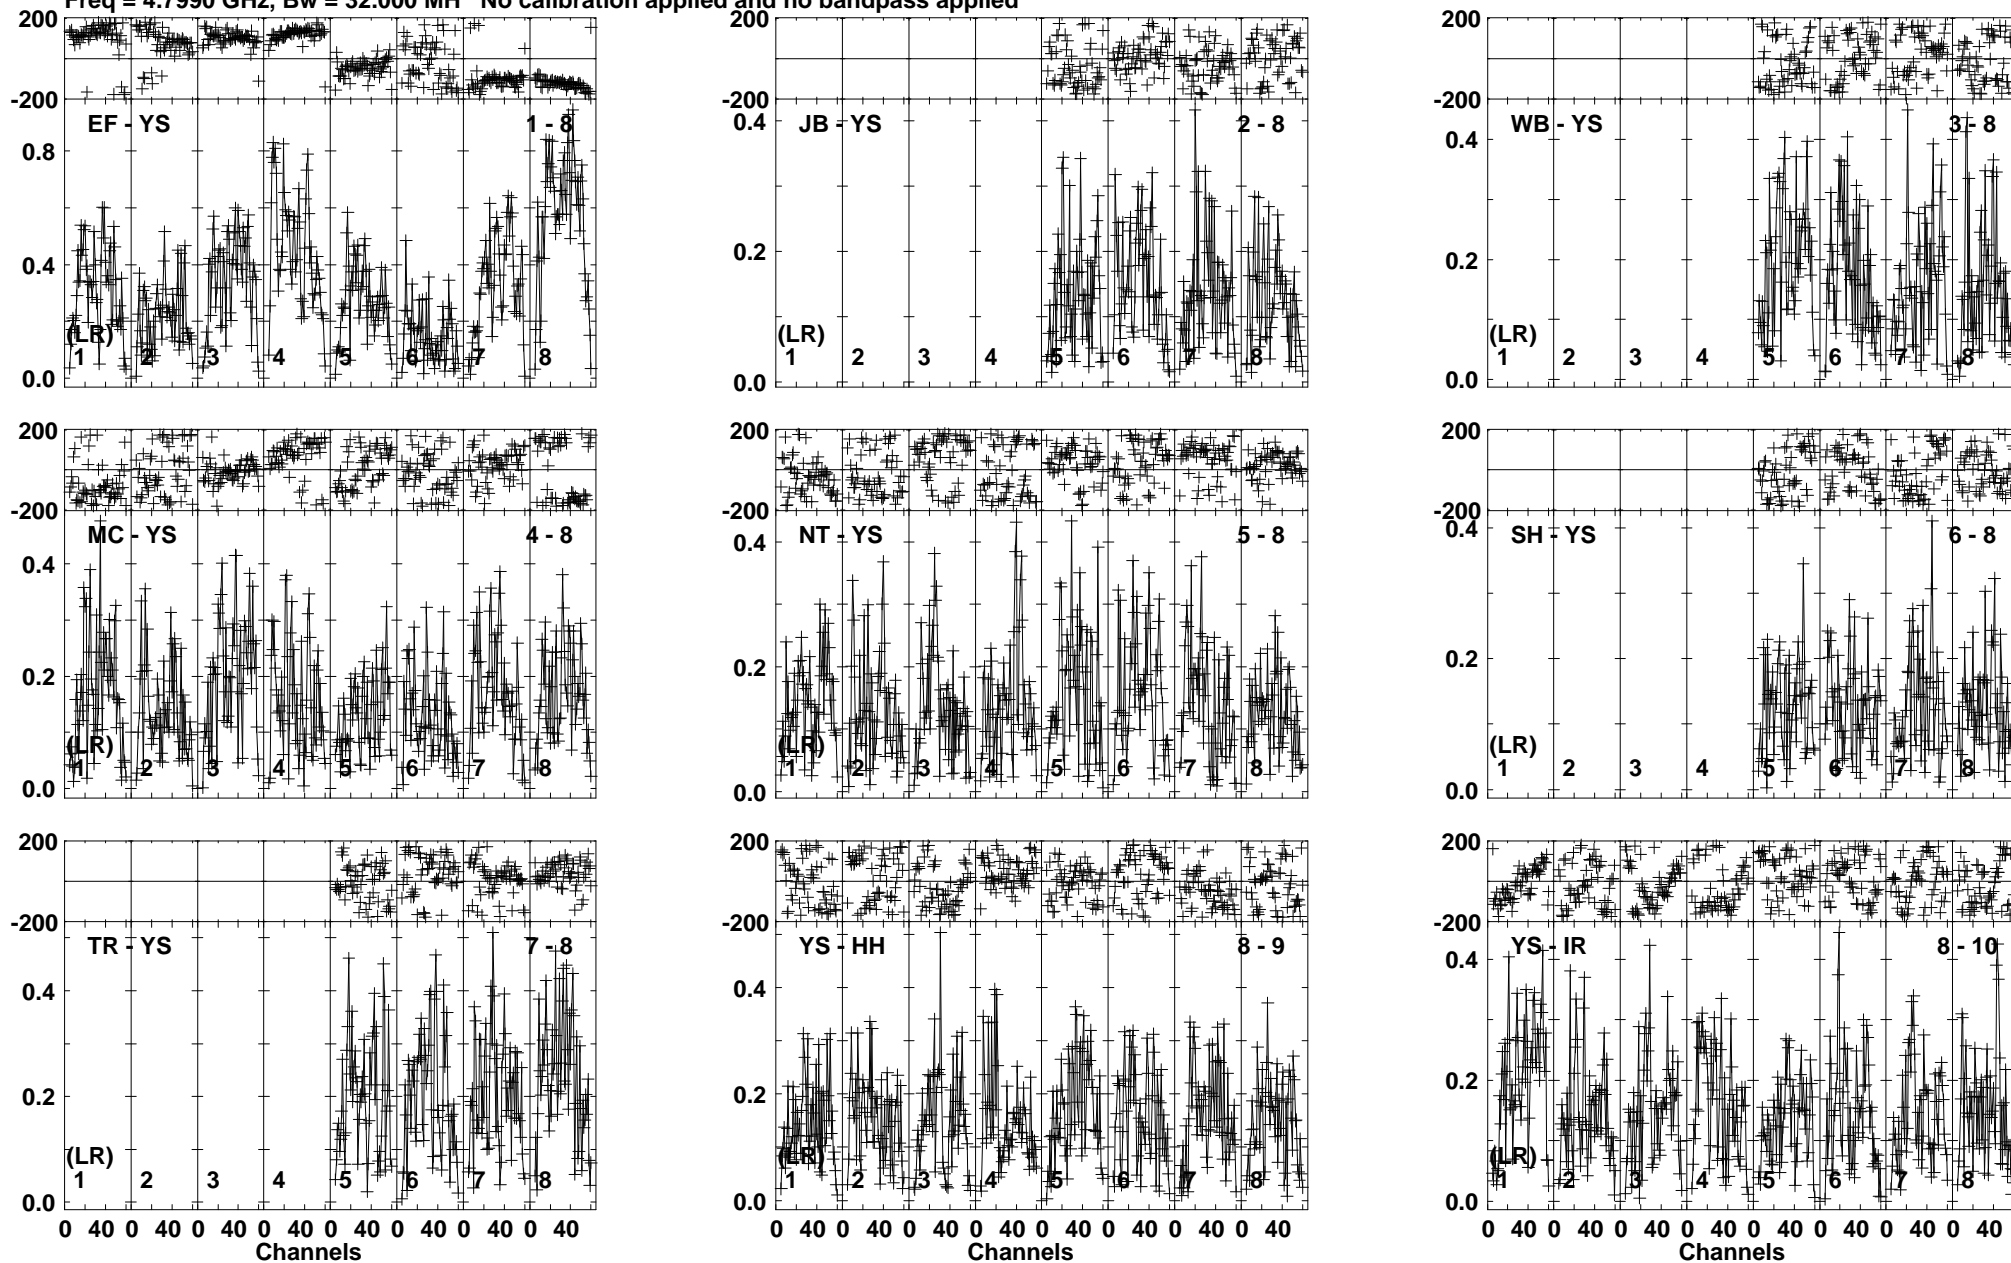 Freq = 4.7990 GHz, Bw = 32.000 MH No calibration applied and no bandpass applied
200
-200
EF - YS 1 - 8
0.8
0.4
0.0
(LR)
1 2 3 4 5 6 7 8
200
-200
JB - YS 2 - 8
0.4
0.2
0.0
(LR)
1 2 3 4 5 6 7 8
200
-200
WB - YS 3 - 8
0.4
0.2
0.0
(LR)
1 2 3 4 5 6 7 8
200
-200
MC - YS 4 - 8
0.4
0.2
0.0
(LR)
1 2 3 4 5 6 7 8
200
-200
NT - YS 5 - 8
0.4
0.2
0.0
(LR)
1 2 3 4 5 6 7 8
200
-200
SH - YS 6 - 8
0.4
0.2
0.0
(LR)
1 2 3 4 5 6 7 8
200
-200
TR - YS 7 - 8
0.4
0.2
0.0
(LR)
1 2 3 4 5 6 7 8
0 40 0 40 0 40 0 40 0 40 0 40 0 40 0 40
Channels
200
-200
YS - HH 8 - 9
0.4
0.2
0.0
(LR)
1 2 3 4 5 6 7 8
0 40 0 40 0 40 0 40 0 40 0 40 0 40 0 40
Channels
200
-200
YS - IR 8 - 10
0.4
0.2
0.0
(LR)
1 2 3 4 5 6 7 8
0 40 0 40 0 40 0 40 0 40 0 40 0 40 0 40
Channels